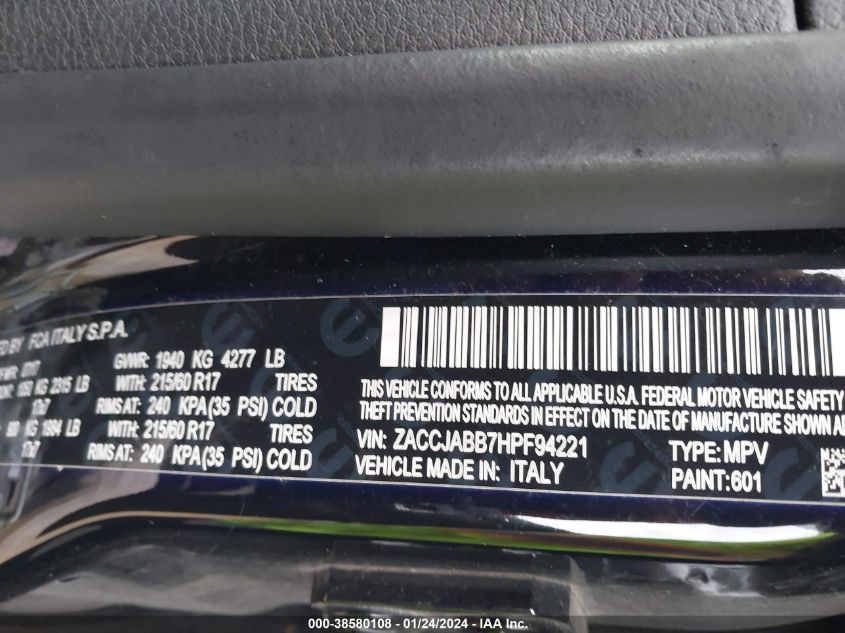 FCA ITALY S.P.A.
GVWR: 1940 KG 4277 LB
WITH: 215/60 R17 TIRES
RIMS AT: 240 KPA(35 PSI) COLD
KG 1984 LB WITH: 215/60 R17 TIRES
RIMS AT: 240 KPA(35 PSI) COLD
THIS VEHICLE CONFORMS TO ALL APPLICABLE U.S.A. FEDERAL MOTOR VEHICLE SAFETY
THEFT PREVENTION STANDARDS IN EFFECT ON THE DATE OF MANUFACTURE SHOWN
VIN: ZACCJABB7HPF94221 TYPE: MPV
VEHICLE MADE IN: ITALY PAINT:601
000-38580108 - 01/24/2024 - © IAA Inc.